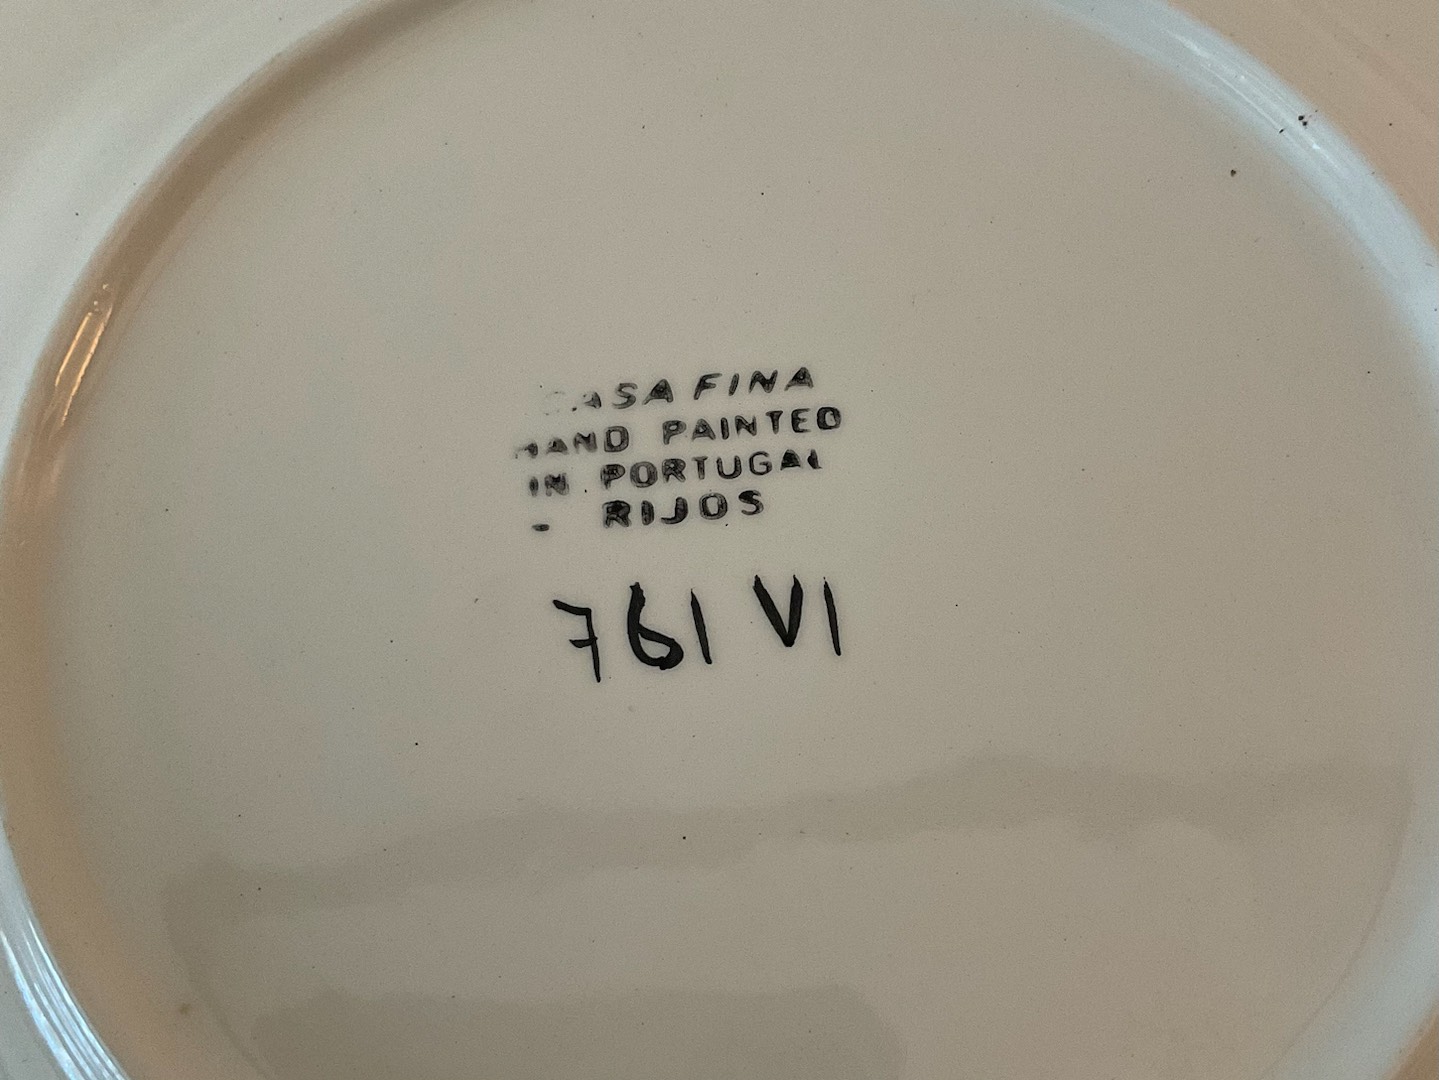 CASA FINA
HAND PAINTED
IN PORTUGAL
- RIJOS
761 VI